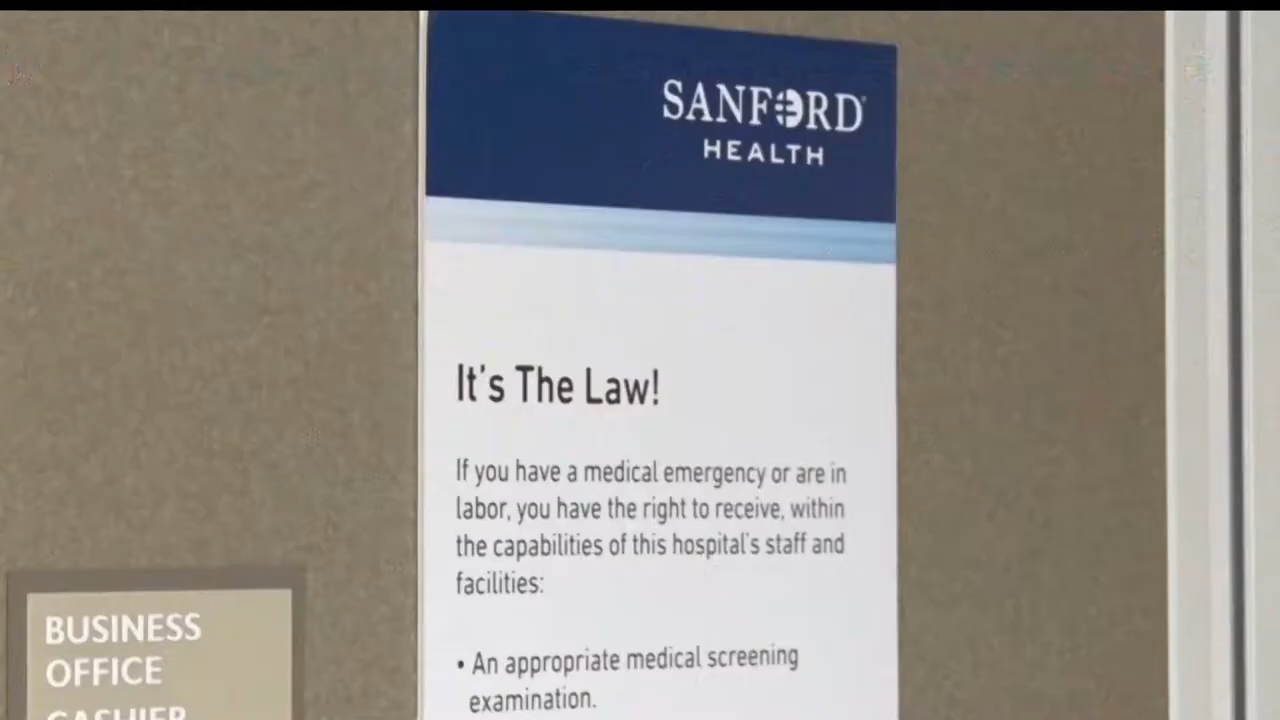 SANFORD
HEALTH
It's The Law!
If you have a medical emergency or are in
labor, you have the right to receive, within
the capabilities of this hospital's staff and
facilities:
• An appropriate medical screening
examination.
BUSINESS
OFFICE
CASHIER